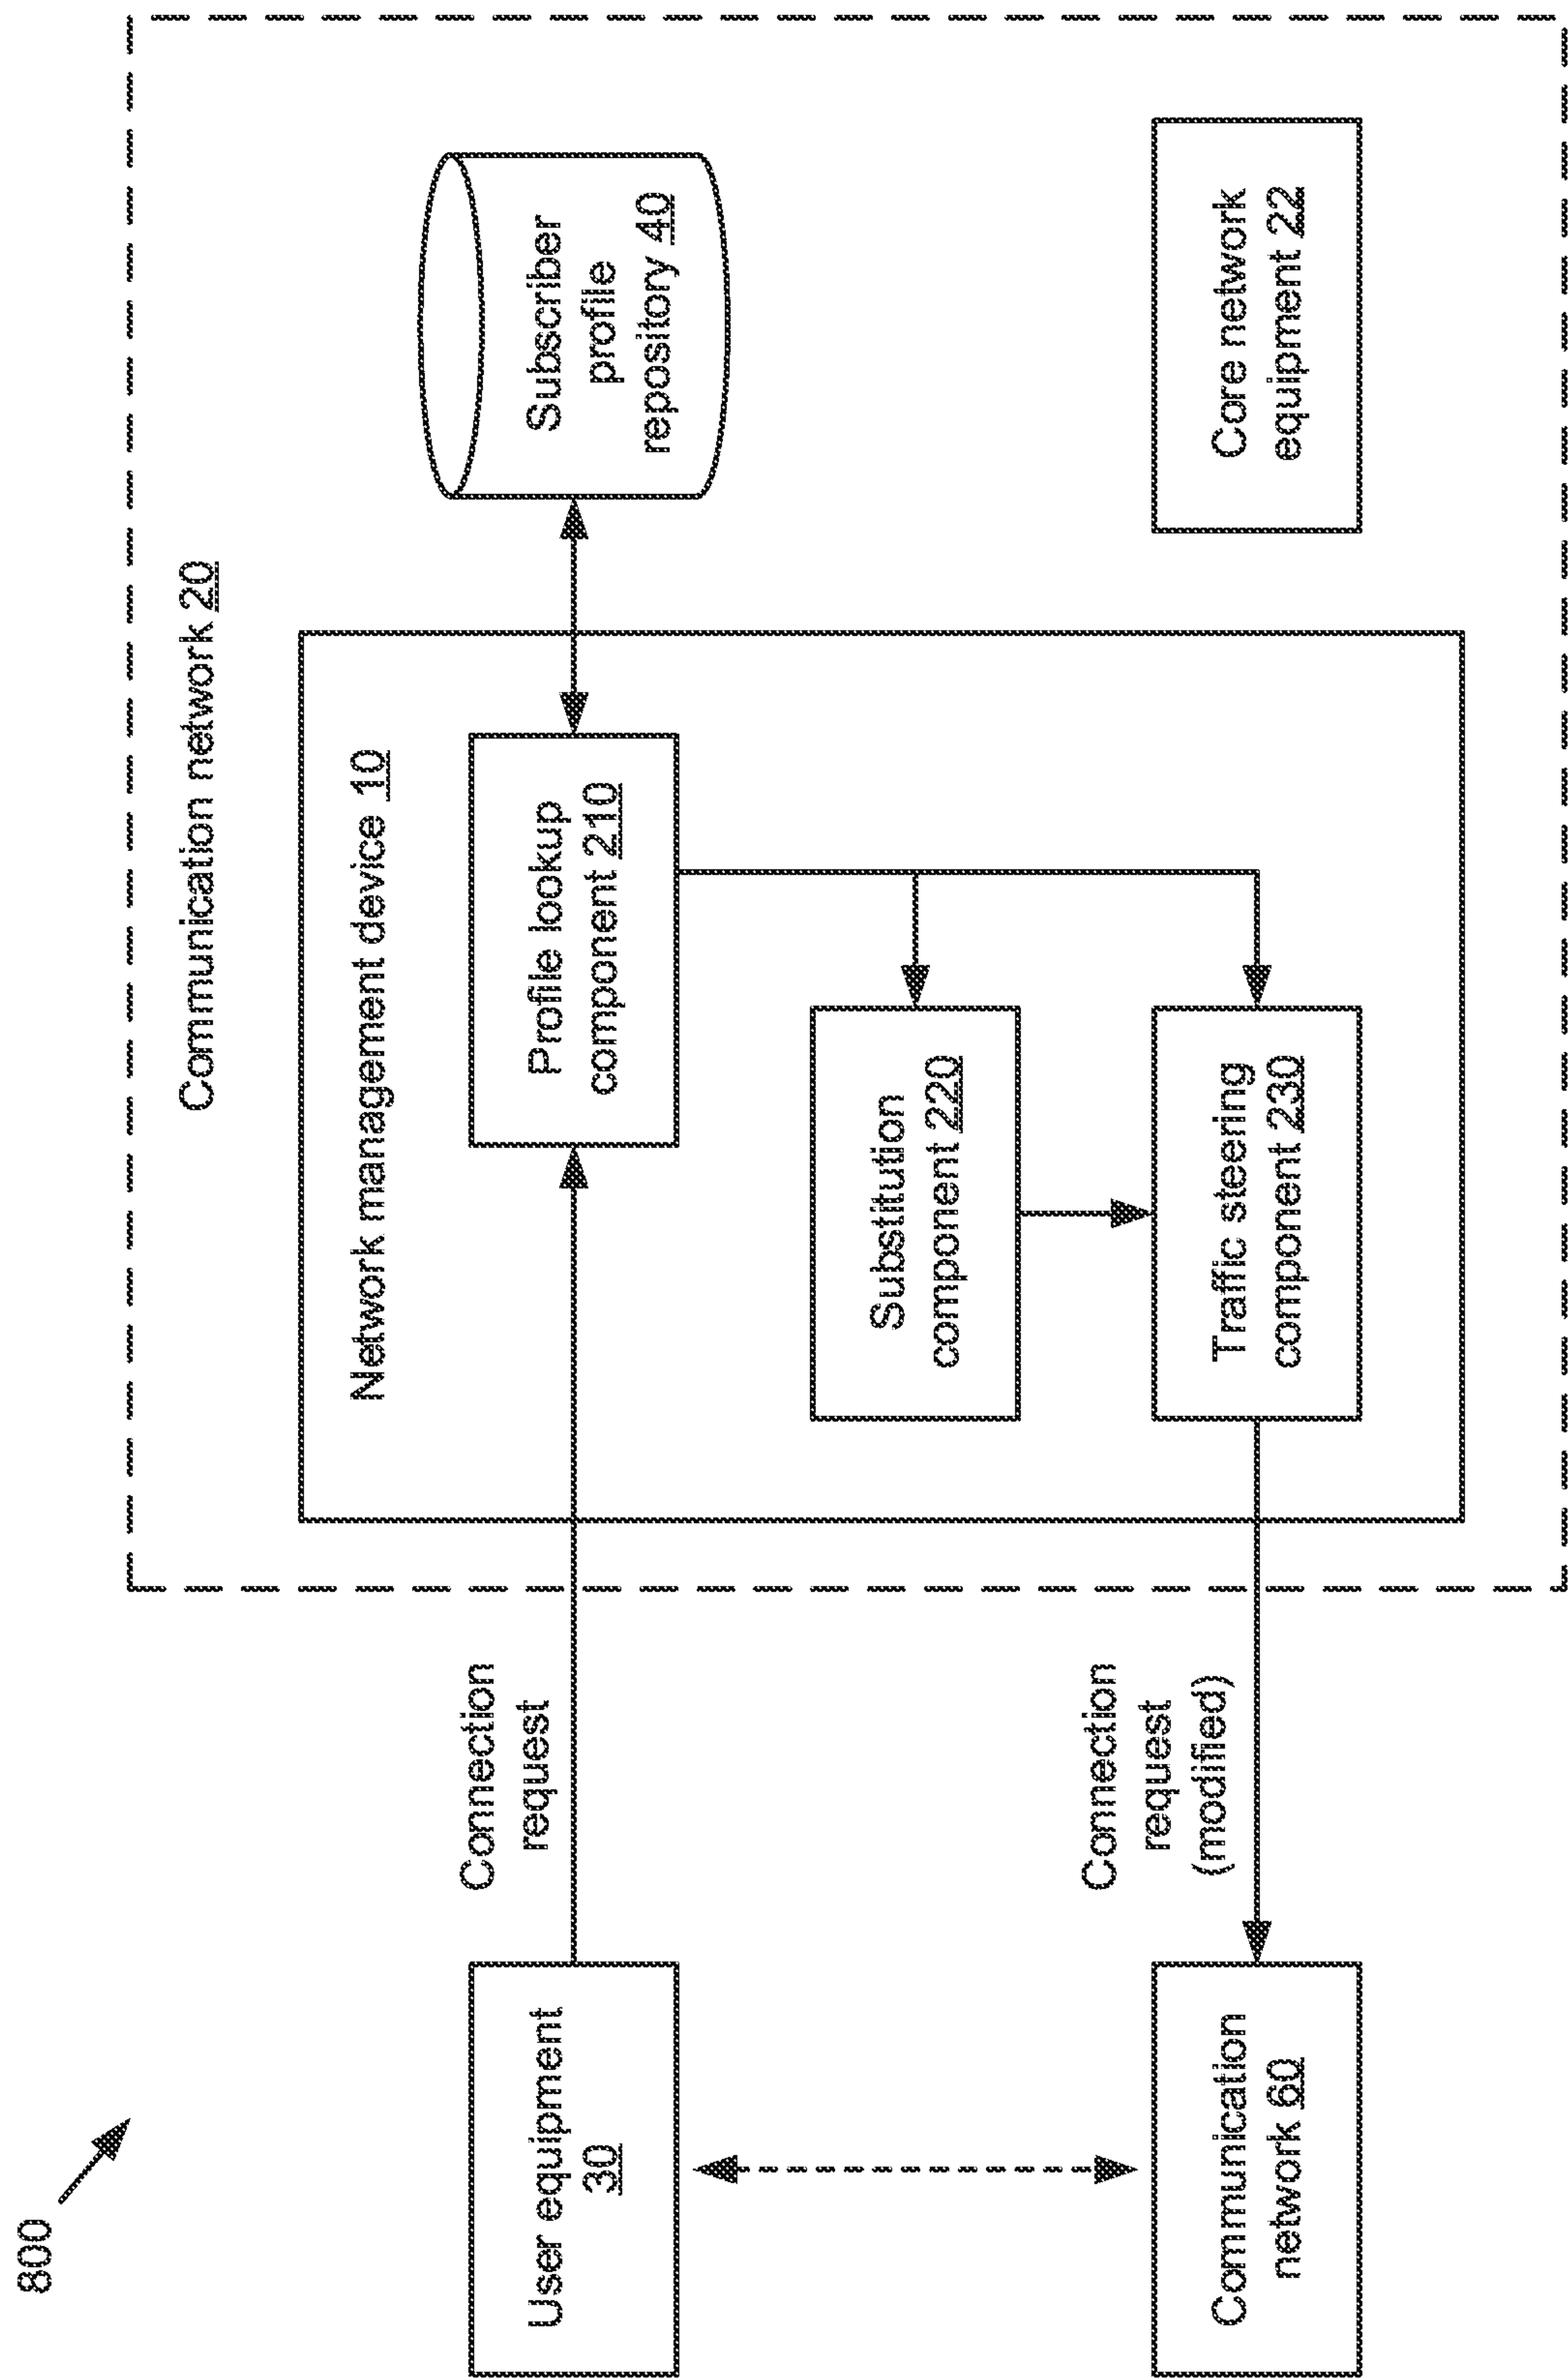 800
Communication network 20
Network management device 10
User equipment
30
Connection
request
Profile lookup
component 210
Subscriber
profile
repository 40
Substitution
component 220
Communication
network 60
Connection
request
(modified)
Traffic steering
component 230
Core network
equipment 22